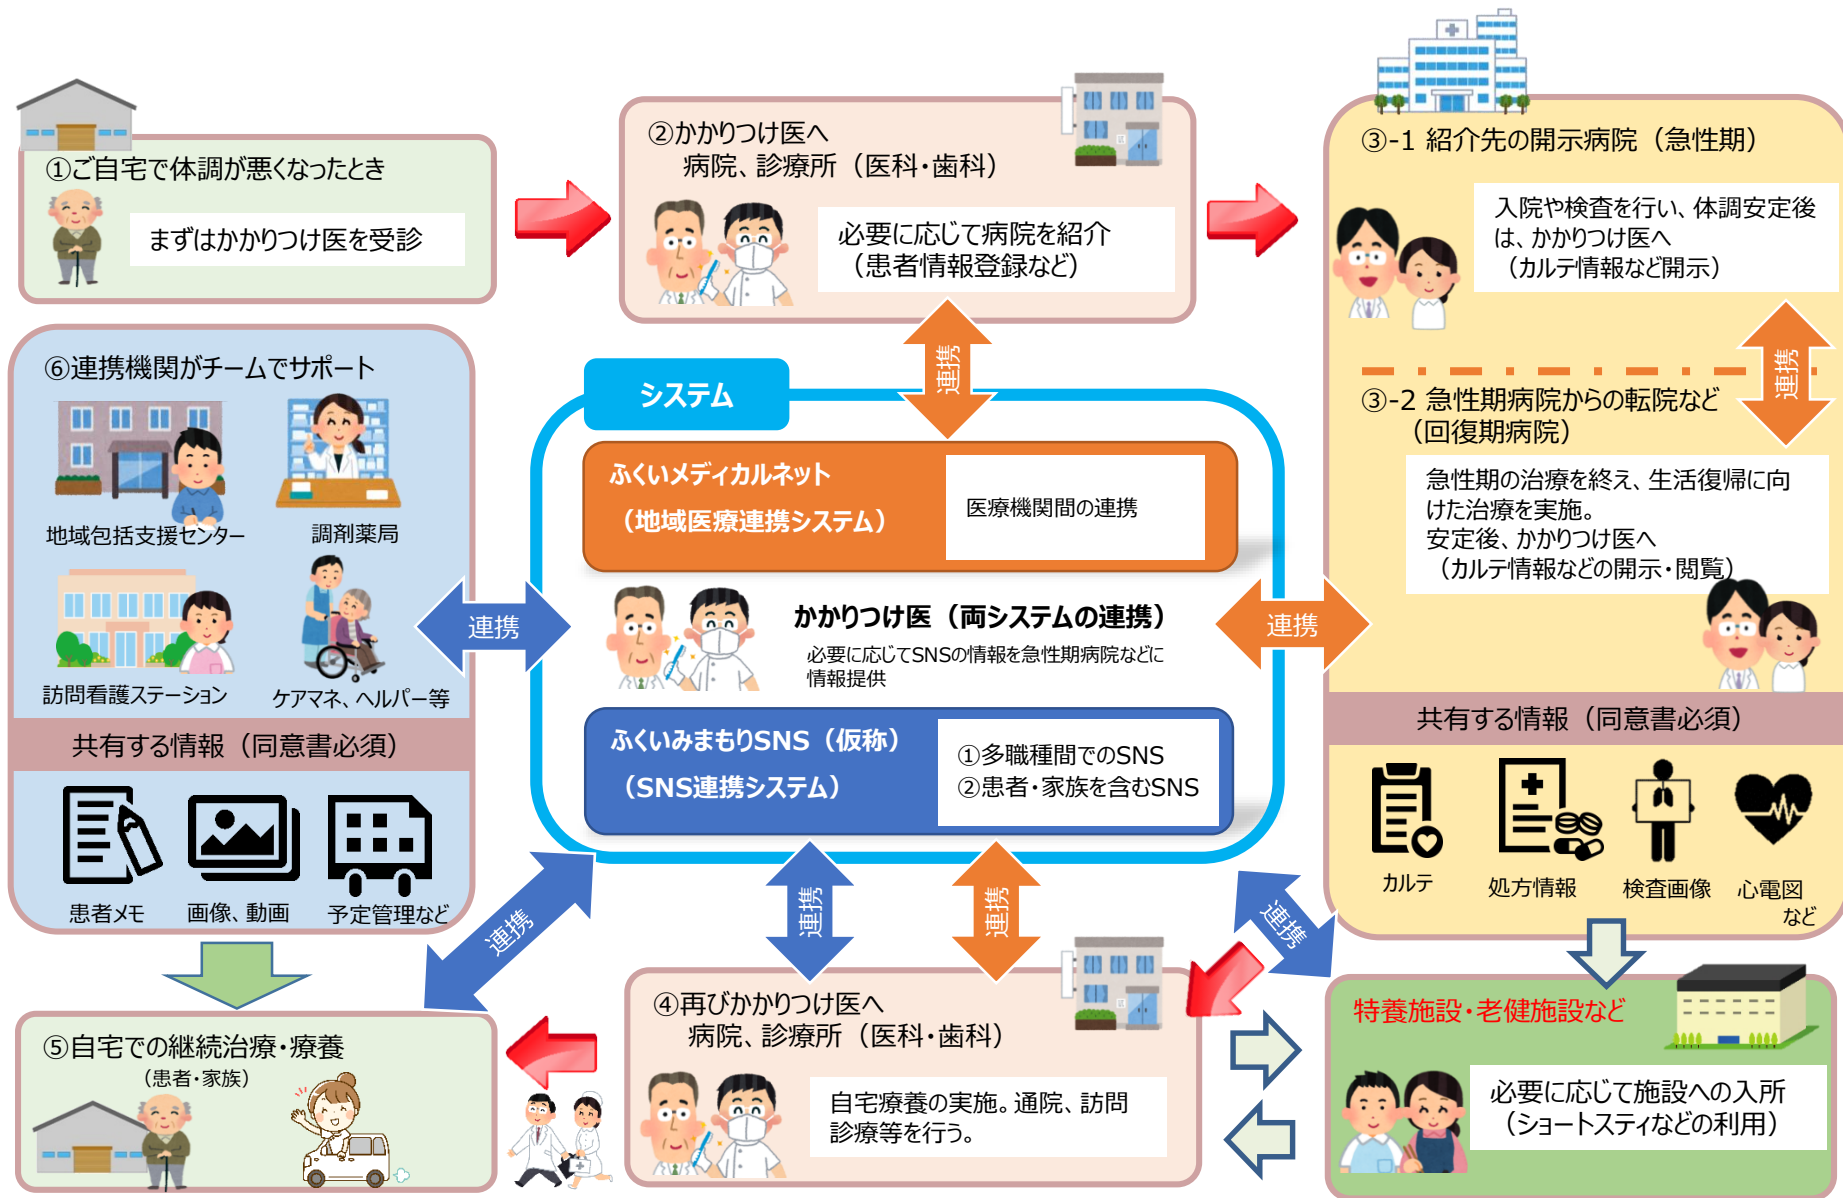 ①ご自宅で体調が悪くなったとき
まずはかかりつけ医を受診
②かかりつけ医へ
病院、診療所（医科・歯科）
必要に応じて病院を紹介
（患者情報登録など）
③-1 紹介先の開示病院（急性期）
入院や検査を行い、体調安定後
は、かかりつけ医へ
（カルテ情報など開示）
連携
③-2 急性期病院からの転院など
（回復期病院）
急性期の治療を終え、生活復帰に向
けた治療を実施。
安定後、かかりつけ医へ
（カルテ情報などの開示・閲覧）
共有する情報（同意書必須）
カルテ
処方情報
検査画像
心電図
など
連携
システム
ふくいメディカルネット
（地域医療連携システム）
医療機関間の連携
かかりつけ医（両システムの連携）
必要に応じてSNSの情報を急性期病院などに
情報提供
ふくいみまもりSNS（仮称）
（SNS連携システム）
①多職種間でのSNS
②患者・家族を含むSNS
連携
連携
連携
連携
連携
連携
⑥連携機関がチームでサポート
地域包括支援センター
調剤薬局
訪問看護ステーション
ケアマネ、ヘルパー等
共有する情報（同意書必須）
患者メモ
画像、動画
予定管理など
④再びかかりつけ医へ
病院、診療所（医科・歯科）
自宅療養の実施。通院、訪問
診療等を行う。
⑤自宅での継続治療・療養
（患者・家族）
特養施設・老健施設など
必要に応じて施設への入所
（ショートスティなどの利用）